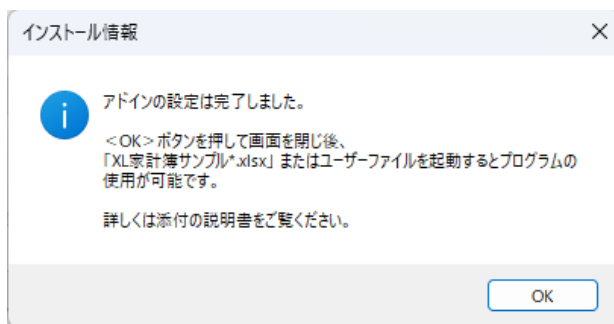 インストール情報
アドインの設定は完了しました。
＜OK＞ボタンを押して画面を閉じ後、
「XL家計簿サンプル*.xlsx」またはユーザーファイルを起動するとプログラムの
使用が可能です。
詳しくは添付の説明書をご覧ください。
OK